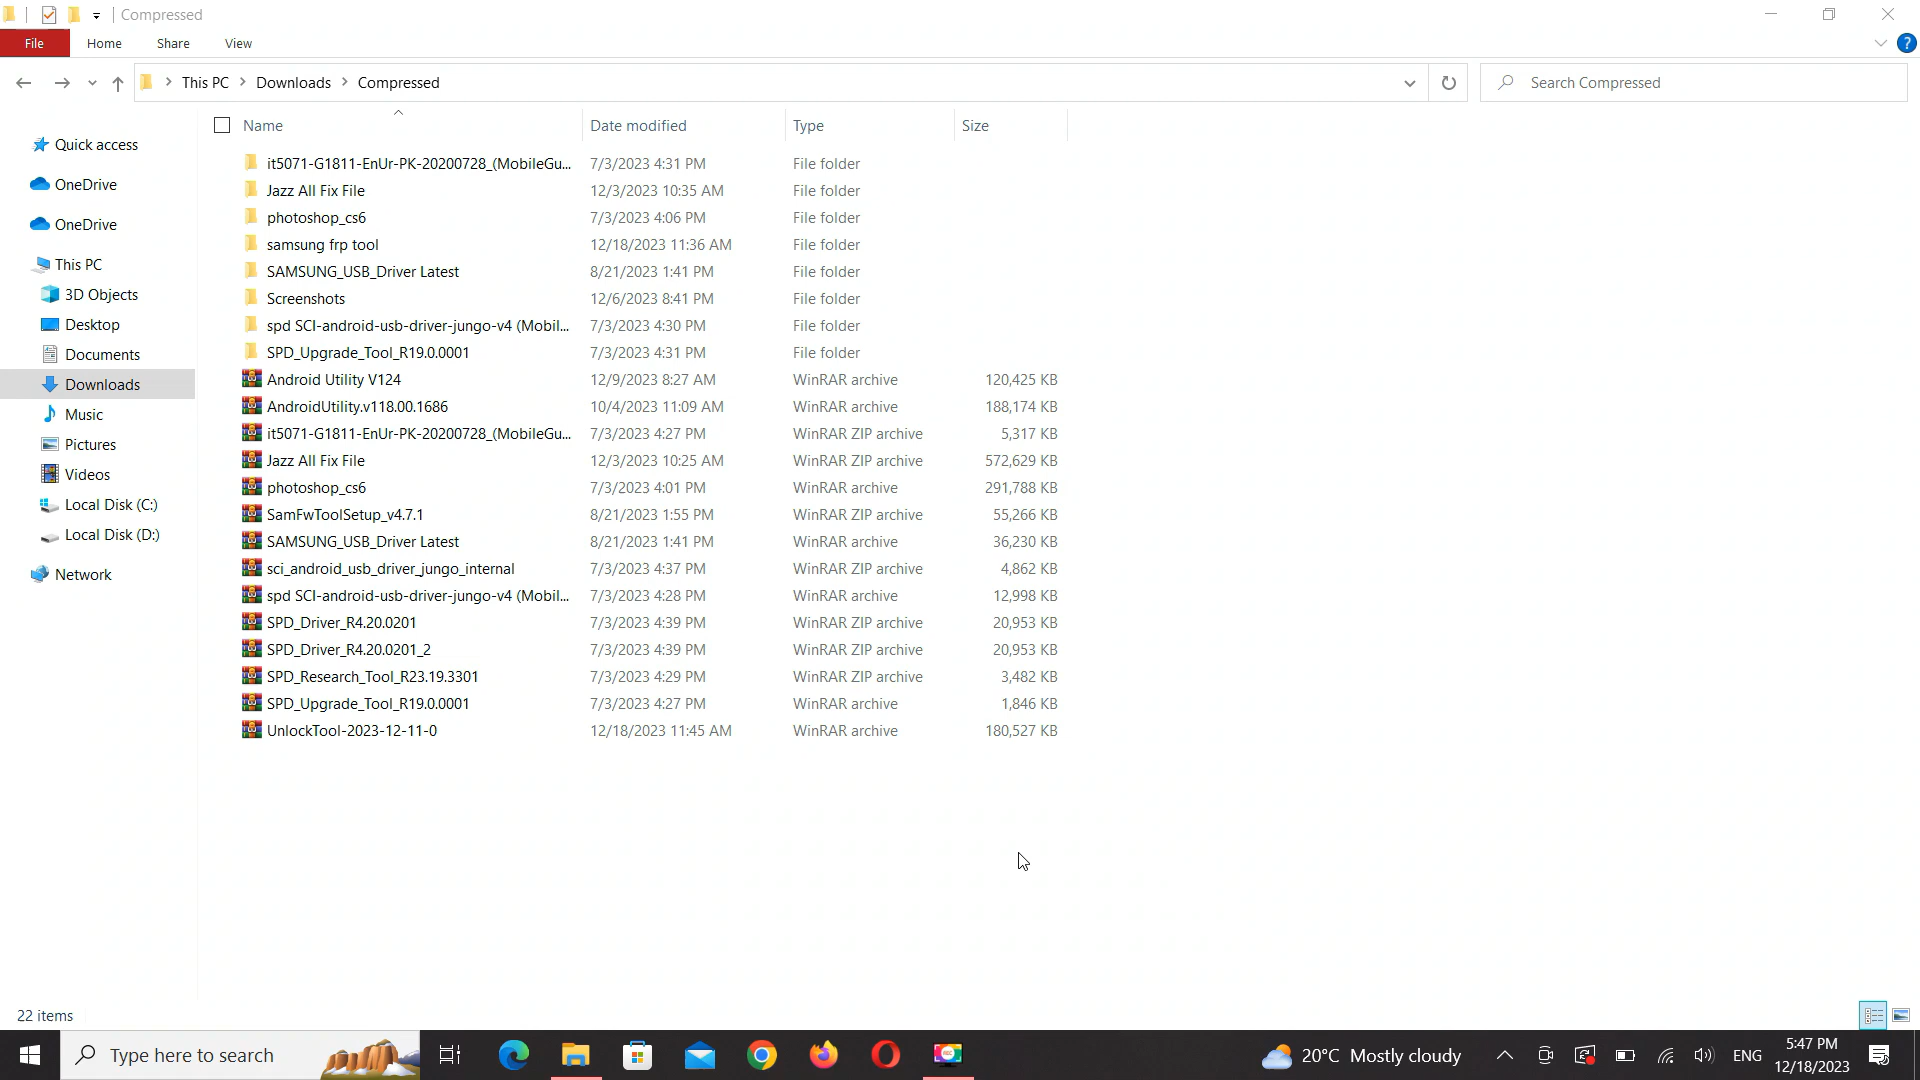 Compressed
File Home Share View
This PC Downloads Compressed Search Compressed
Name Date modified Type Size
Quick access
OneDrive
OneDrive
This PC
3D Objects
Desktop
Documents
Downloads
Music
Pictures
Videos
Local Disk (C:)
Local Disk (D:)
Network
it5071-G1811-EnUr-PK-20200728_(MobileGu... 7/3/2023 4:31 PM File folder
Jazz All Fix File 12/3/2023 10:35 AM File folder
photoshop_cs6 7/3/2023 4:06 PM File folder
samsung frp tool 12/18/2023 11:36 AM File folder
SAMSUNG_USB_Driver Latest 8/21/2023 1:41 PM File folder
Screenshots 12/6/2023 8:41 PM File folder
spd SCI-android-usb-driver-jungo-v4 (Mobil... 7/3/2023 4:30 PM File folder
SPD_Upgrade_Tool_R19.0.0001 7/3/2023 4:31 PM File folder
Android Utility V124 12/9/2023 8:27 AM WinRAR archive 120,425 KB
AndroidUtility.v118.00.1686 10/4/2023 11:09 AM WinRAR archive 188,174 KB
it5071-G1811-EnUr-PK-20200728_(MobileGu... 7/3/2023 4:27 PM WinRAR ZIP archive 5,317 KB
Jazz All Fix File 12/3/2023 10:25 AM WinRAR ZIP archive 572,629 KB
photoshop_cs6 7/3/2023 4:01 PM WinRAR archive 291,788 KB
SamFwToolSetup_v4.7.1 8/21/2023 1:55 PM WinRAR ZIP archive 55,266 KB
SAMSUNG_USB_Driver Latest 8/21/2023 1:41 PM WinRAR archive 36,230 KB
sci_android_usb_driver_jungo_internal 7/3/2023 4:37 PM WinRAR ZIP archive 4,862 KB
spd SCI-android-usb-driver-jungo-v4 (Mobil... 7/3/2023 4:28 PM WinRAR archive 12,998 KB
SPD_Driver_R4.20.0201 7/3/2023 4:39 PM WinRAR ZIP archive 20,953 KB
SPD_Driver_R4.20.0201_2 7/3/2023 4:39 PM WinRAR ZIP archive 20,953 KB
SPD_Research_Tool_R23.19.3301 7/3/2023 4:29 PM WinRAR ZIP archive 3,482 KB
SPD_Upgrade_Tool_R19.0.0001 7/3/2023 4:27 PM WinRAR archive 1,846 KB
UnlockTool-2023-12-11-0 12/18/2023 11:45 AM WinRAR archive 180,527 KB
22 items
Type here to search 20°C Mostly cloudy ENG 5:47 PM
12/18/2023